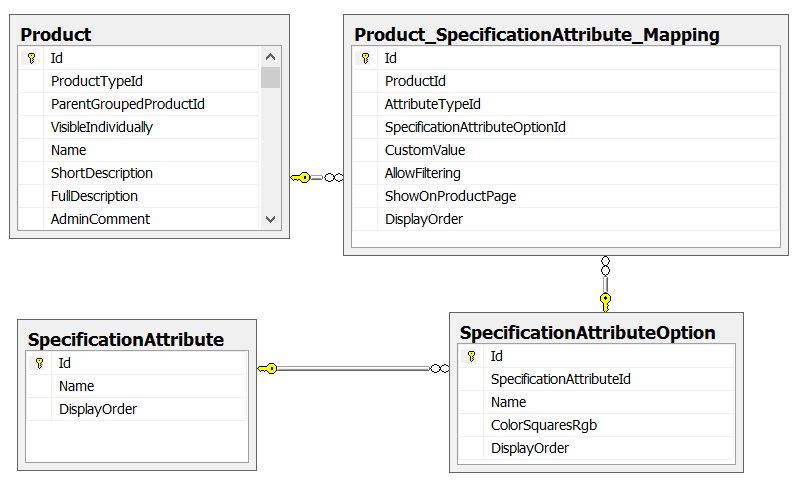 Product
Id
ProductTypeId
ParentGroupedProductId
VisibleIndividually
Name
ShortDescription
FullDescription
AdminComment
Product_SpecificationAttribute_Mapping
Id
ProductId
AttributeTypeId
SpecificationAttributeOptionId
CustomValue
AllowFiltering
ShowOnProductPage
DisplayOrder
SpecificationAttribute
Id
Name
DisplayOrder
SpecificationAttributeOption
Id
SpecificationAttributeId
Name
ColorSquaresRgb
DisplayOrder